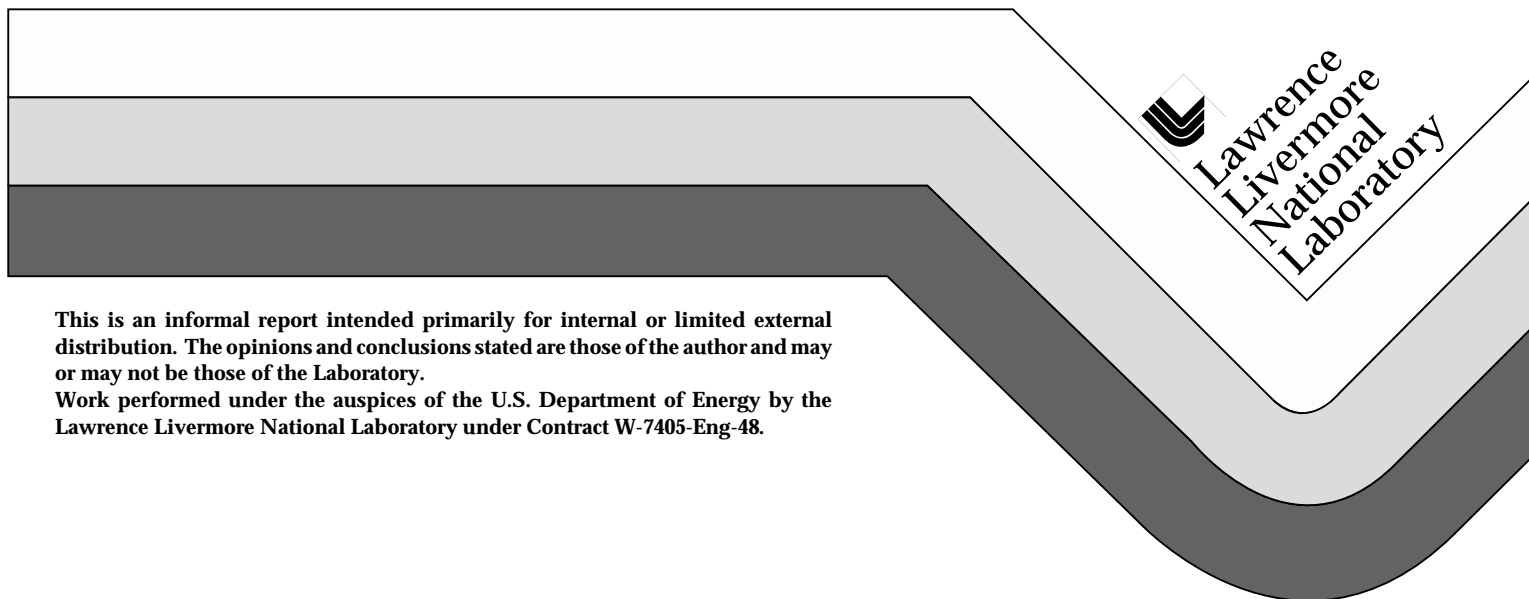 Lawrence
Livermore
National
Laboratory
This is an informal report intended primarily for internal or limited external
distribution. The opinions and conclusions stated are those of the author and may
or may not be those of the Laboratory.
Work performed under the auspices of the U.S. Department of Energy by the
Lawrence Livermore National Laboratory under Contract W-7405-Eng-48.